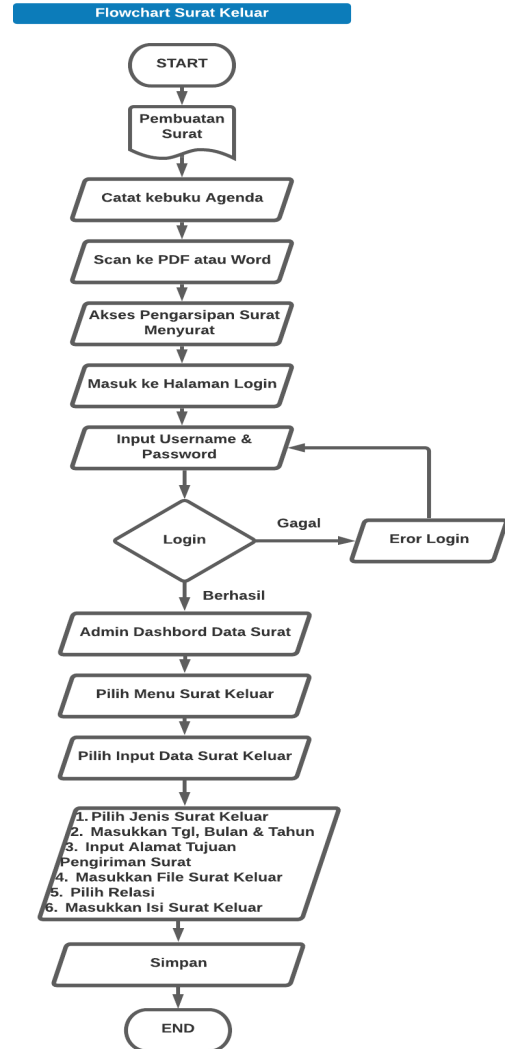 Flowchart Surat Keluar
START
Pembuatan
Surat
Catat kebuku Agenda
Scan ke PDF atau Word
Akses Pengarsipan Surat
Menyurat
Masuk ke Halaman Login
Input Username &
Password
Login
Gagal
Eror Login
Berhasil
Admin Dashbord Data Surat
Pilih Menu Surat Keluar
Pilih Input Data Surat Keluar
1. Pilih Jenis Surat Keluar
2. Masukkan Tgl, Bulan & Tahun
3. Input Alamat Tujuan
Pengiriman Surat
4. Masukkan File Surat Keluar
5. Pilih Relasi
6. Masukkan Isi Surat Keluar
Simpan
END